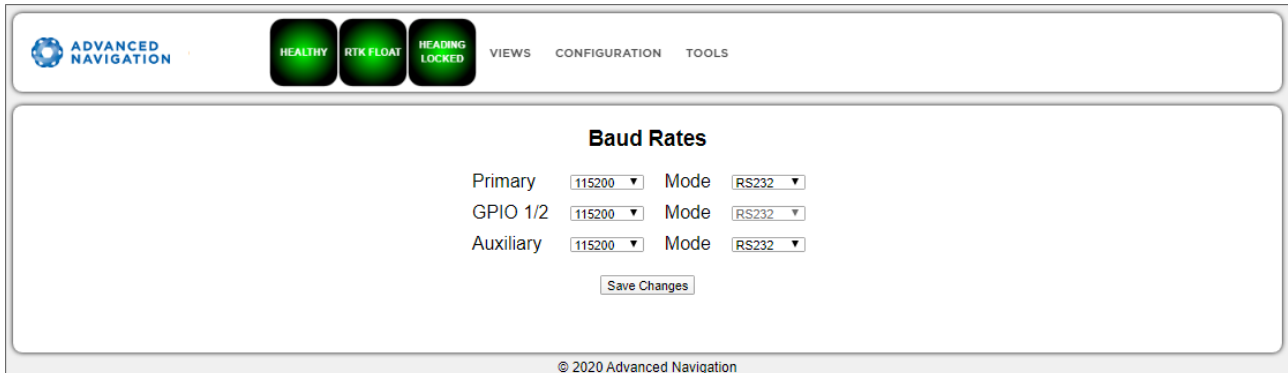 ADVANCED
NAVIGATION
HEALTHY
RTK FLOAT
HEADING
LOCKED
VIEWS CONFIGURATION TOOLS
Baud Rates
Primary 115200 Mode RS232
GPIO 1/2 115200 Mode RS232
Auxiliary 115200 Mode RS232
Save Changes
© 2020 Advanced Navigation